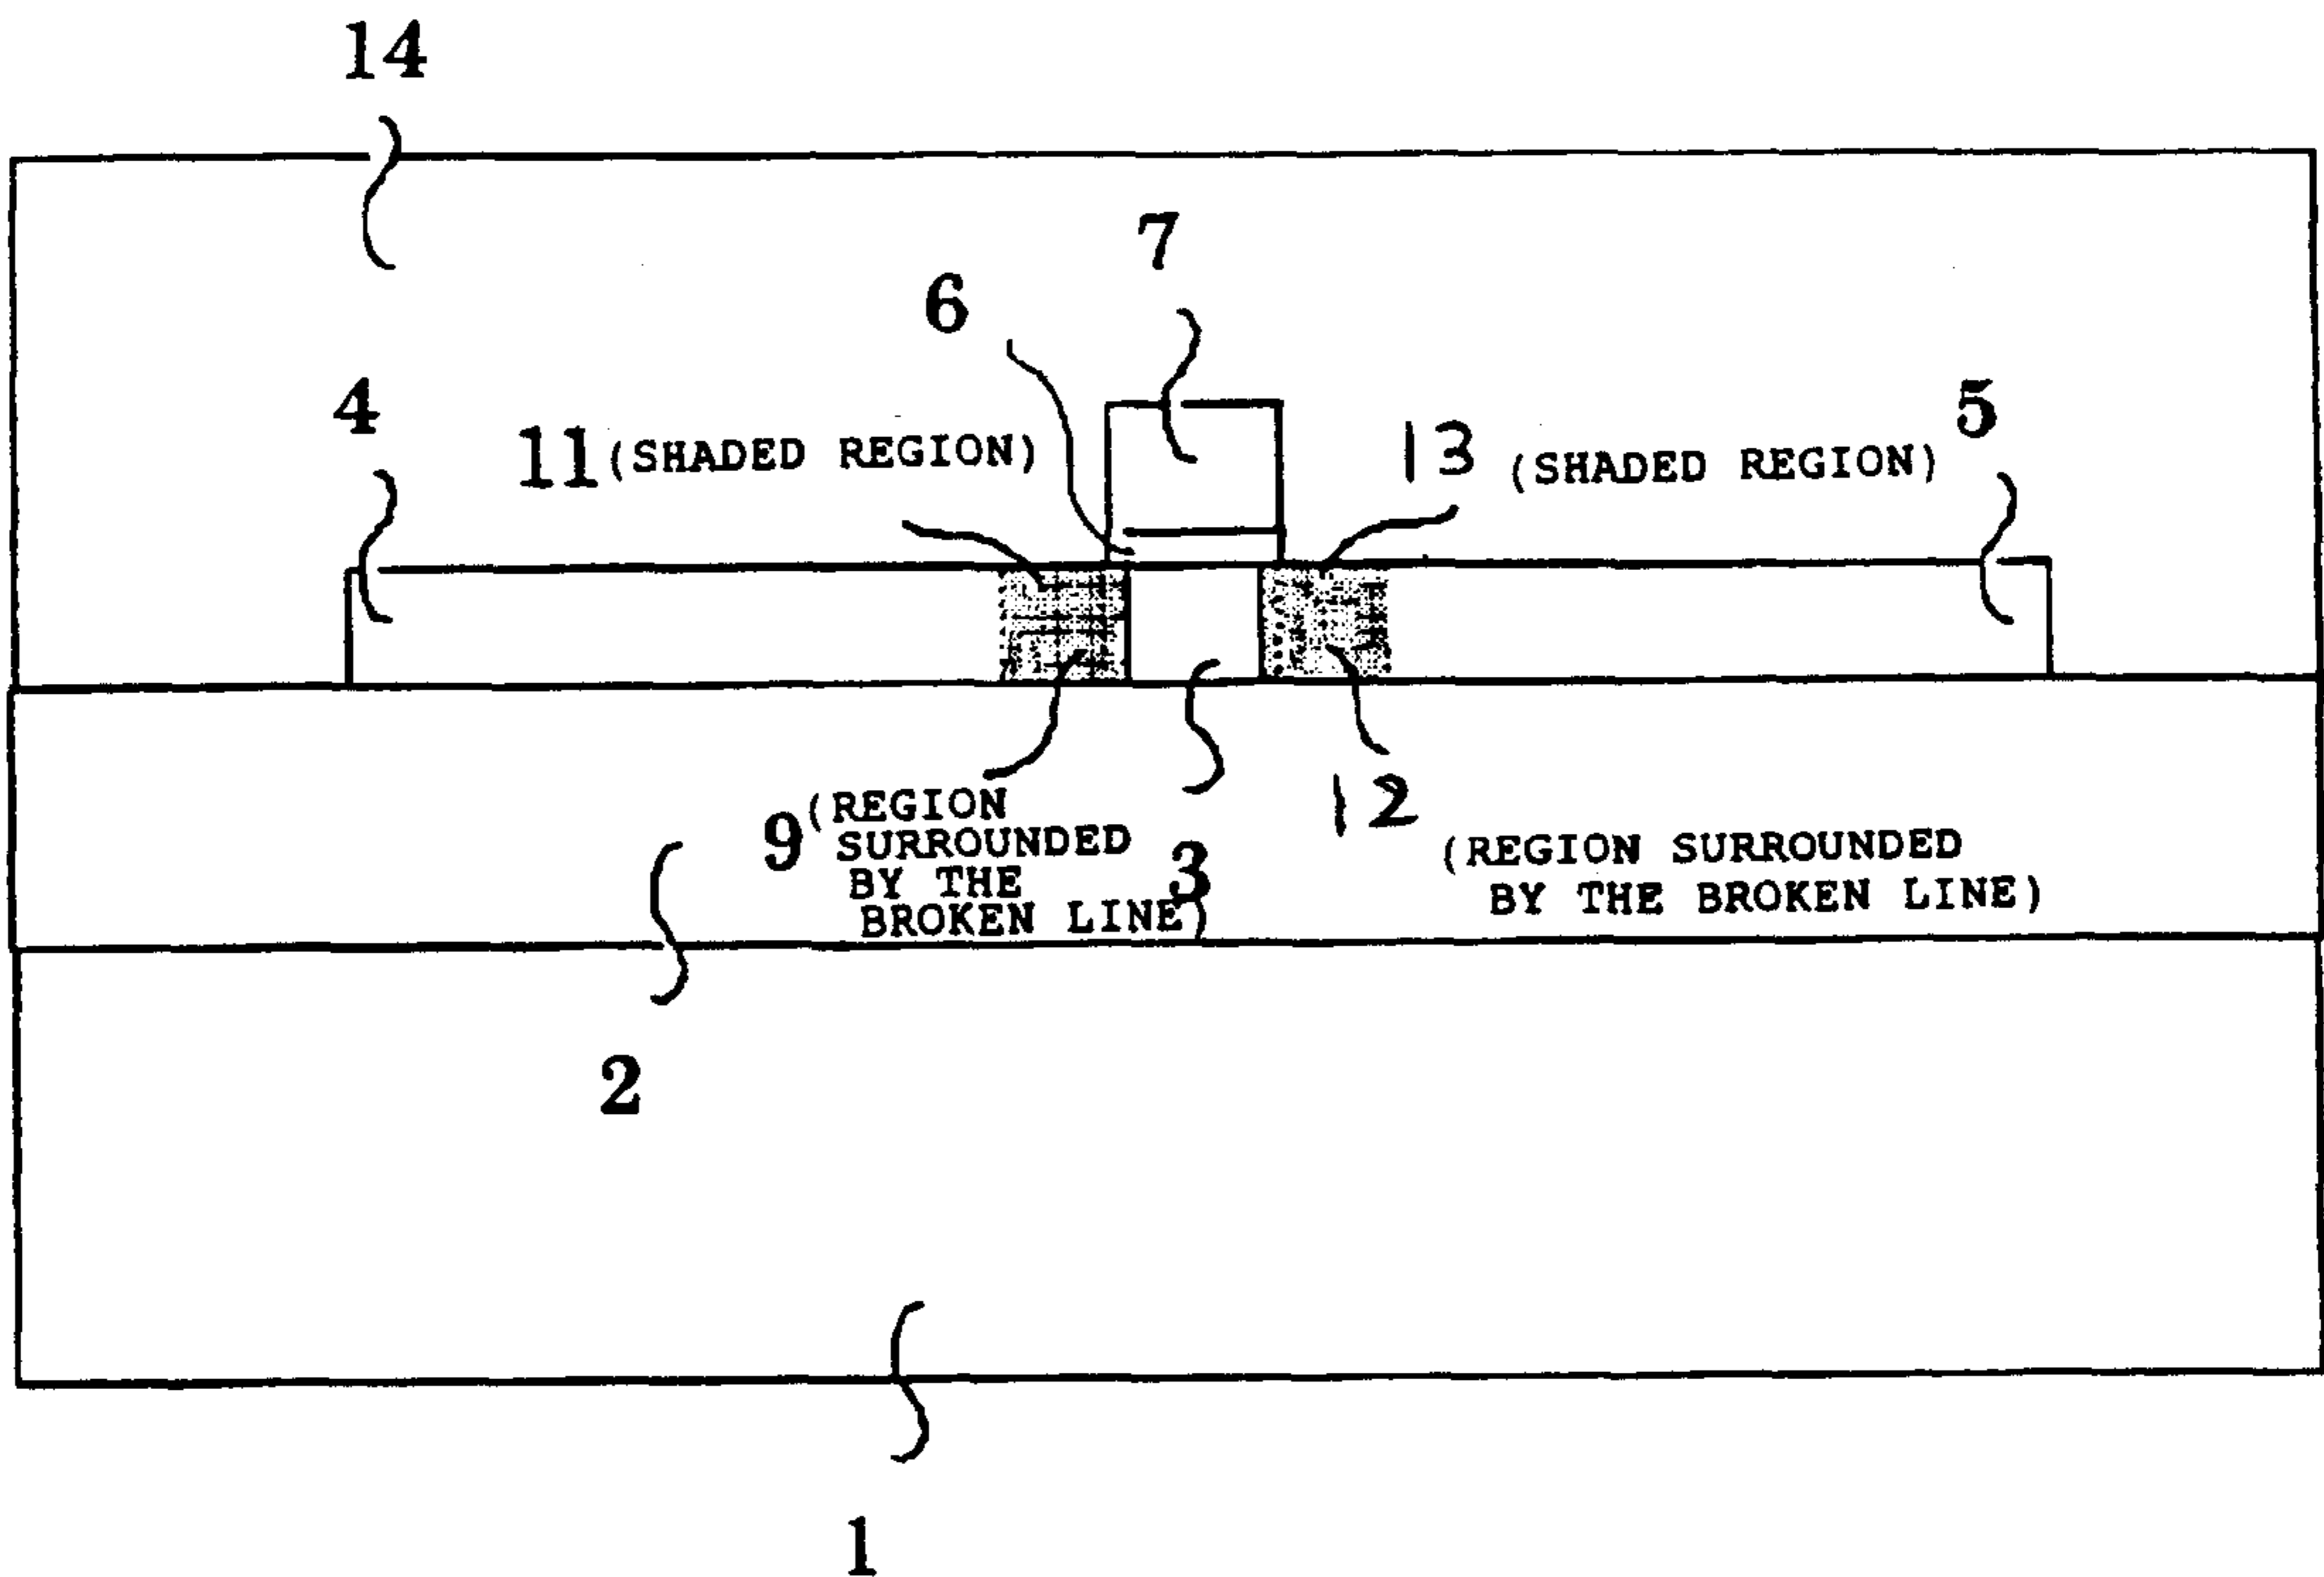 14
7
6
4
5
11 (SHADED REGION)
13 (SHADED REGION)
9 (REGION
SURROUNDED
BY THE
BROKEN LINE)
3
12
(REGION SURROUNDED
BY THE BROKEN LINE)
2
1